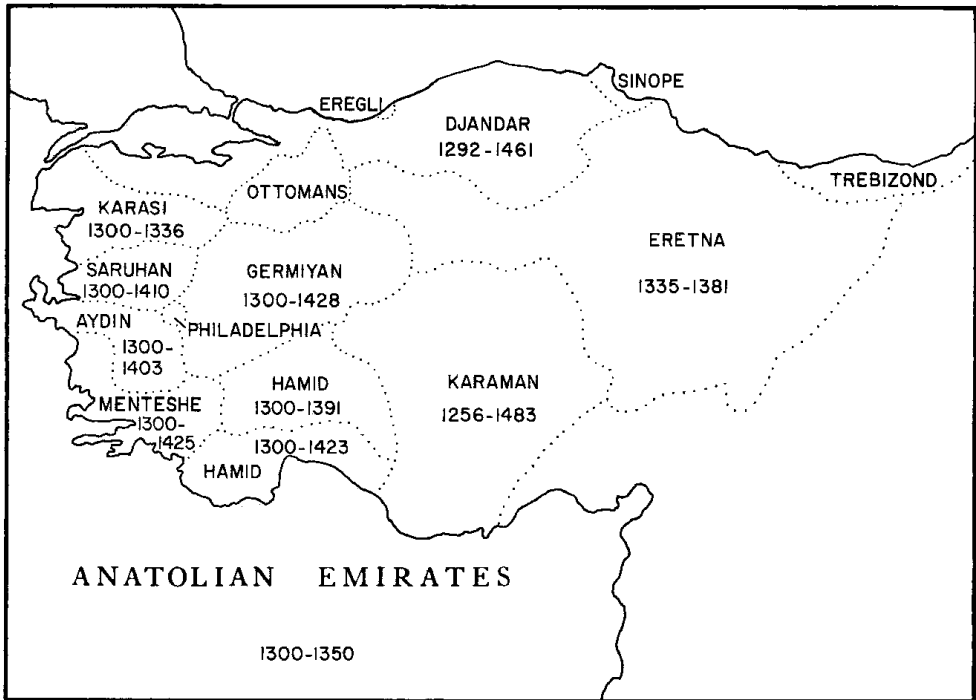 SINOPE
EREGLI
DJANDAR
1292-1461
TREBIZOND
OTTOMANS
KARASI
1300-1336
ERETNA
1335-1381
SARUHAN
1300-1410
GERMIYAN
1300-1428
AYDIN
1300-
1403
PHILADELPHIA
HAMID
1300-1391
KARAMAN
1256-1483
MENTESHE
1300-
1425
1300-1423
HAMID
ANATOLIAN EMIRATES
1300-1350